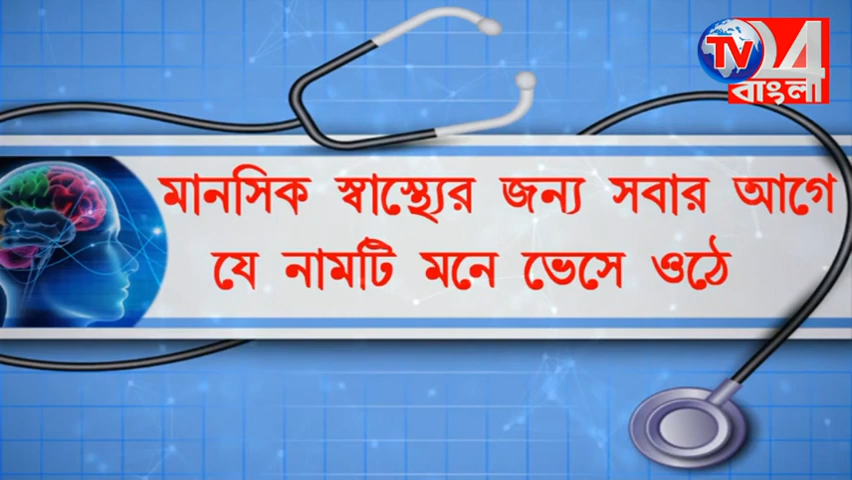 TV 24
বাংলা
মানসিক স্বাস্থ্যের জন্য সবার আগে
যে নামটি মনে ভেসে ওঠে